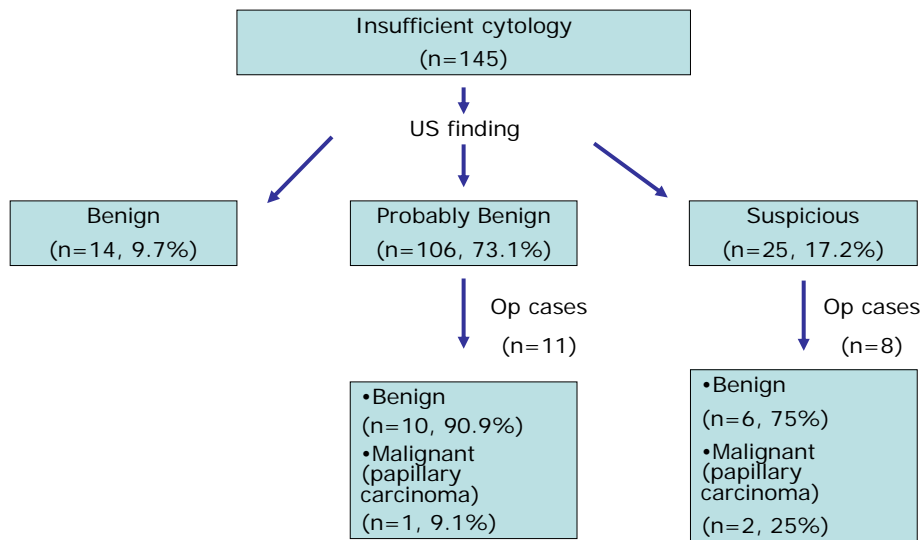 Insufficient cytology
(n=145)
US finding
Benign
(n=14, 9.7%)
Probably Benign
(n=106, 73.1%)
Suspicious
(n=25, 17.2%)
Op cases
(n=11)
Op cases
(n=8)
•Benign
(n=10, 90.9%)
•Malignant
(papillary
carcinoma)
(n=1, 9.1%)
•Benign
(n=6, 75%)
•Malignant
(papillary
carcinoma)
(n=2, 25%)